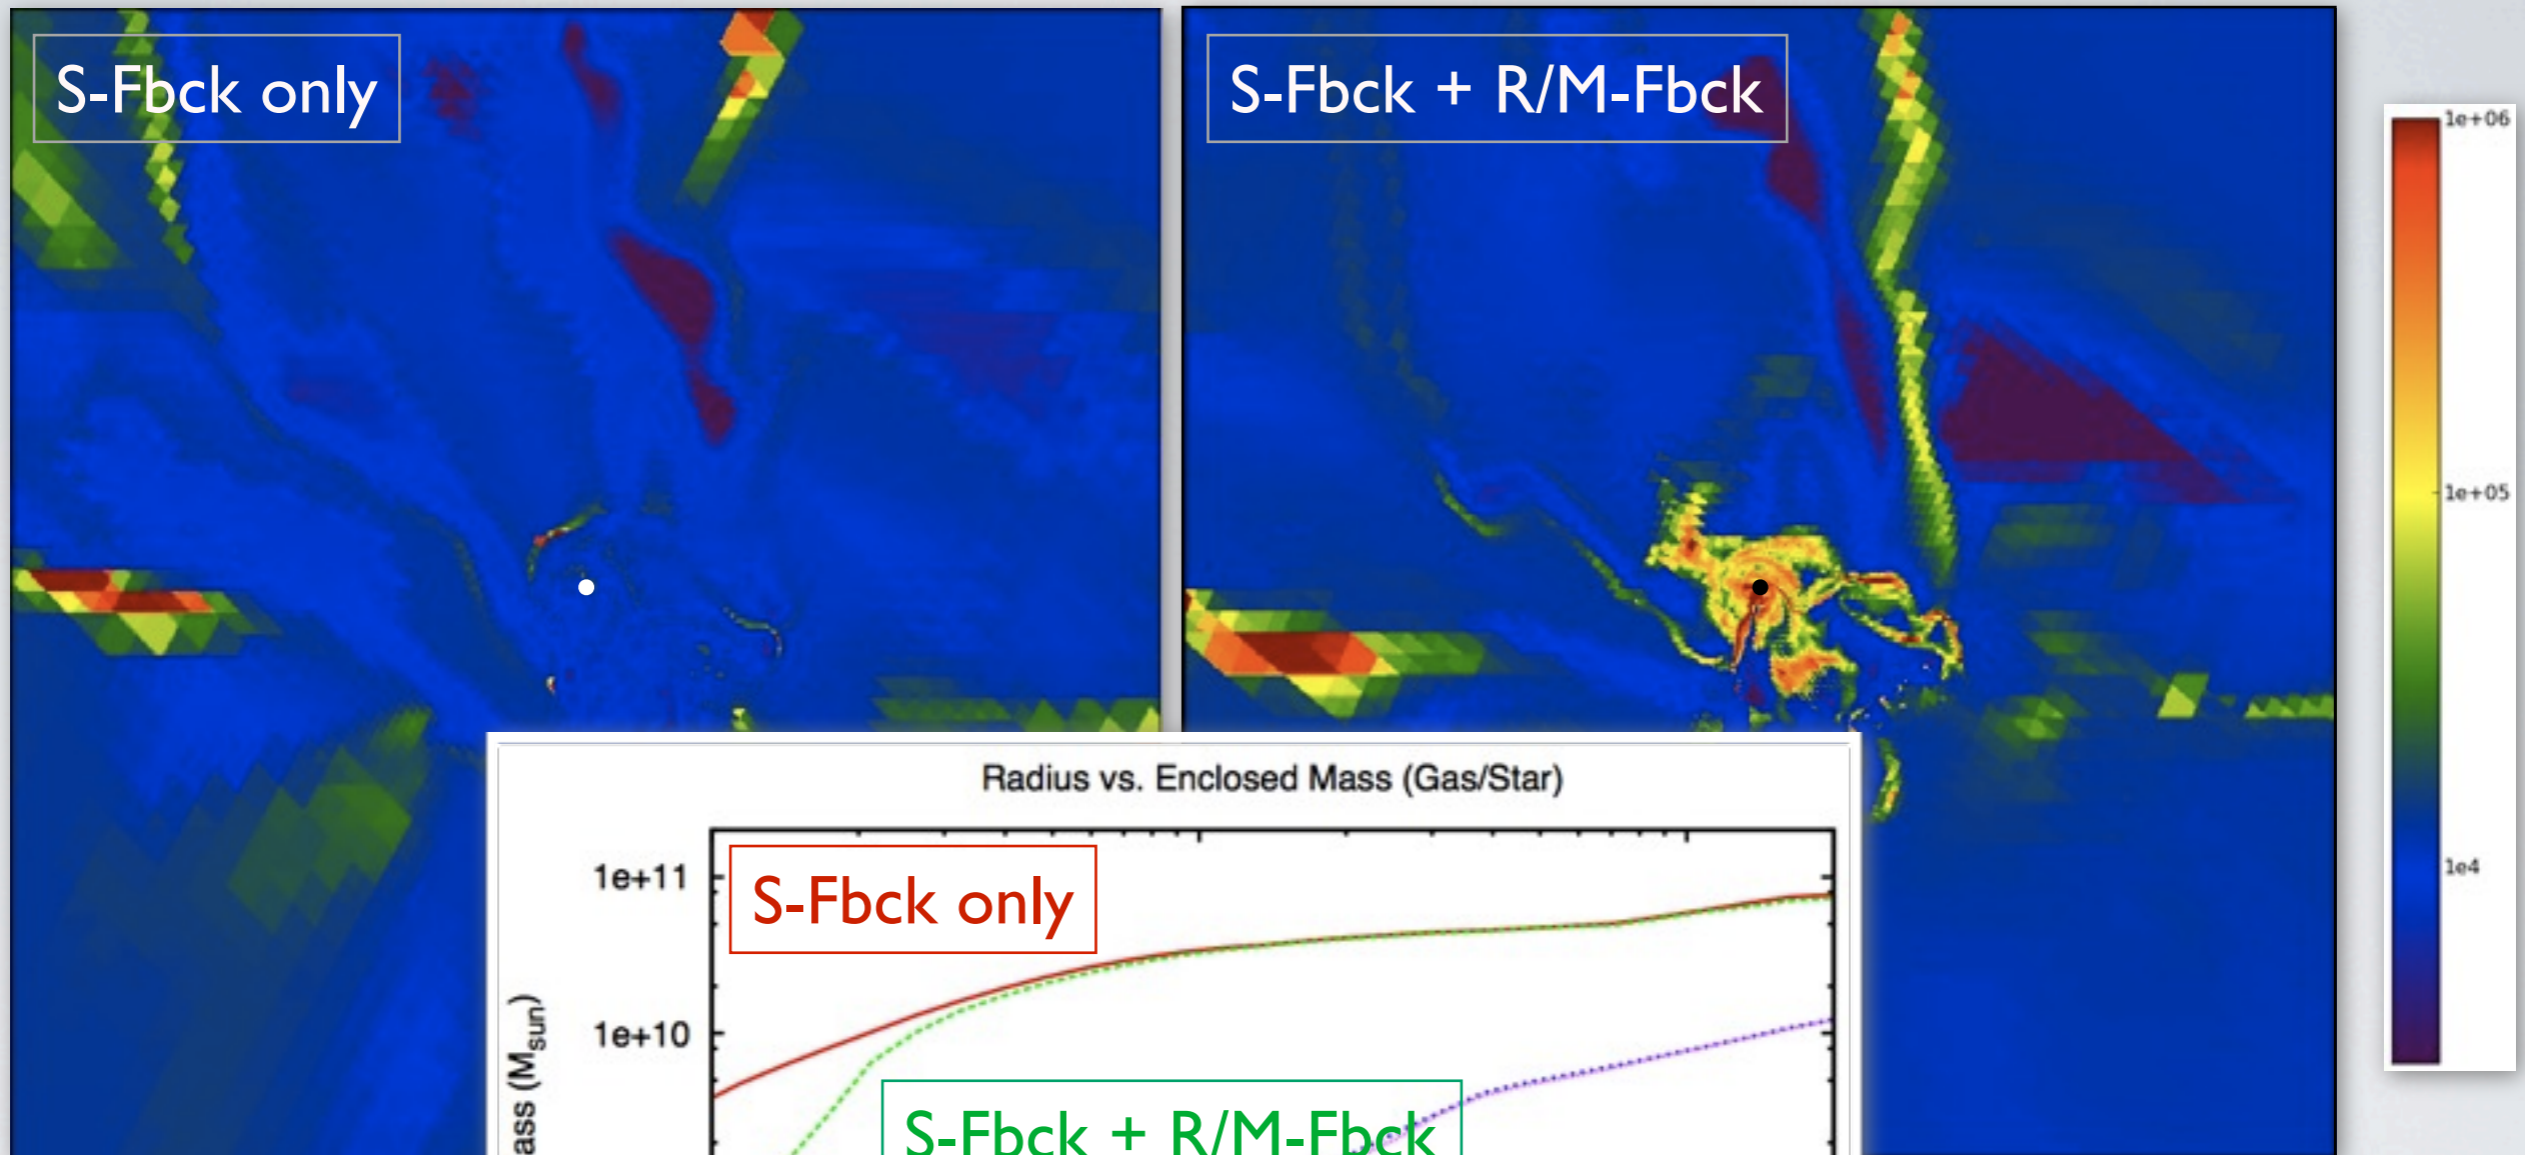 S-Fbck only
S-Fbck + R/M-Fbck
1e+06
1e+05
1e4
Radius vs. Enclosed Mass (Gas/Star)
1e+11
S-Fbck only
1e+10
(Msun)
S-Fbck + R/M-Fbck